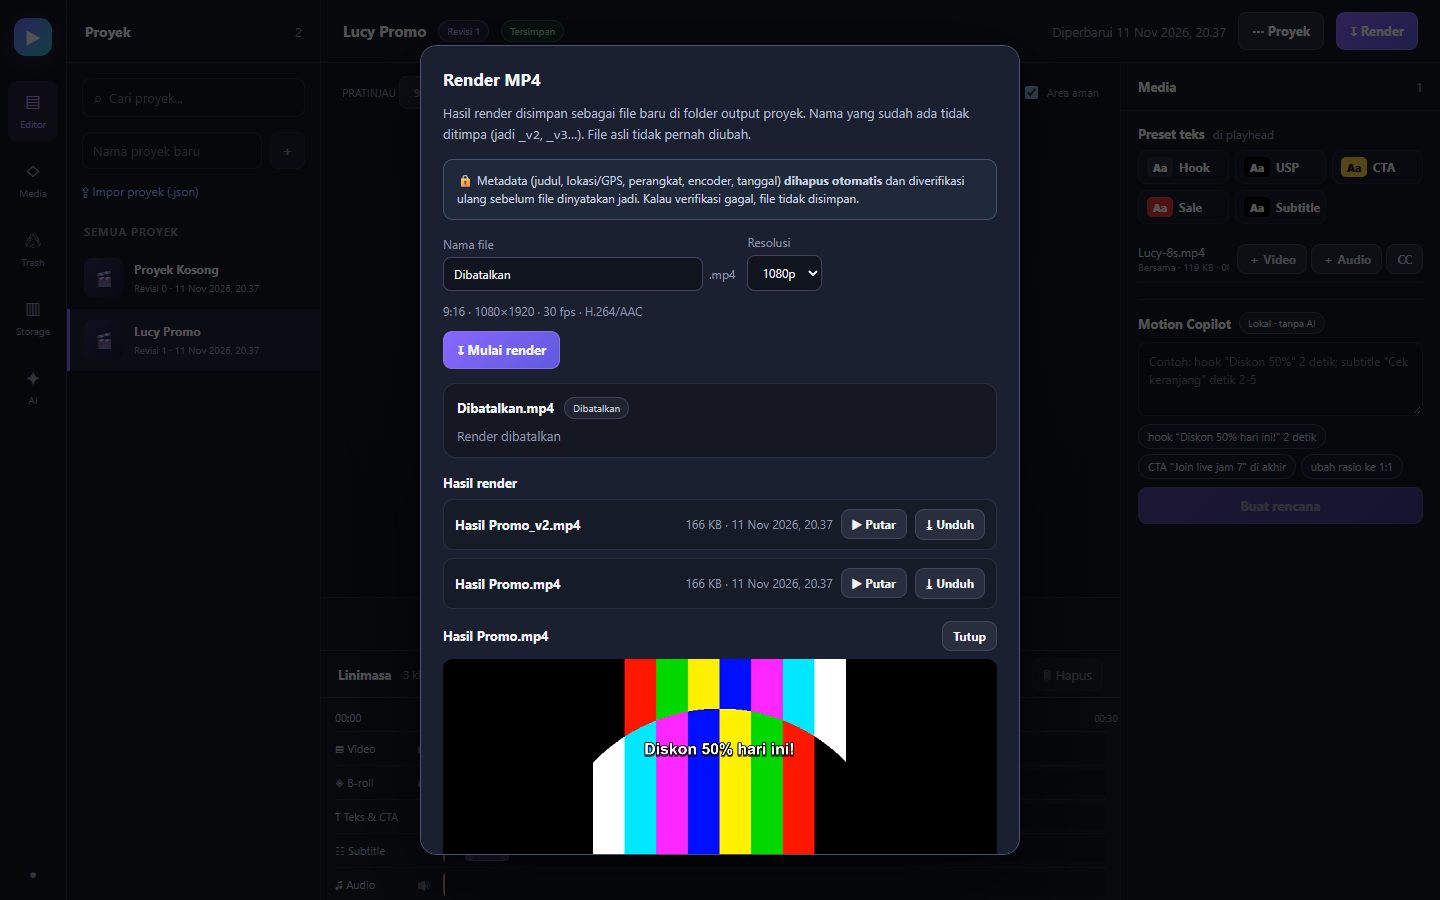 Proyek
2
Lucy Promo
Revisi 1
Tersimpan
Diperbarui 11 Nov 2026, 20.37
··· Proyek
↧ Render
Editor
Media
Trash
Storage
AI
Cari proyek...
Nama proyek baru
+
Impor proyek (.json)
SEMUA PROYEK
Proyek Kosong
Revisi 0 · 11 Nov 2026, 20.37
Lucy Promo
Revisi 1 · 11 Nov 2026, 20.37
PRATINJAU
Area aman
Render MP4
Hasil render disimpan sebagai file baru di folder output proyek. Nama yang sudah ada tidak
ditimpa (jadi _v2, _v3...). File asli tidak pernah diubah.
Metadata (judul, lokasi/GPS, perangkat, encoder, tanggal) dihapus otomatis dan diverifikasi
ulang sebelum file dinyatakan jadi. Kalau verifikasi gagal, file tidak disimpan.
Nama file
Resolusi
Dibatalkan
.mp4
1080p
9:16 · 1080×1920 · 30 fps · H.264/AAC
↧ Mulai render
Dibatalkan.mp4
Dibatalkan
Render dibatalkan
Hasil render
Hasil Promo_v2.mp4
166 KB · 11 Nov 2026, 20.37
▶ Putar
⤓ Unduh
Hasil Promo.mp4
166 KB · 11 Nov 2026, 20.37
▶ Putar
⤓ Unduh
Hasil Promo.mp4
Tutup
Diskon 50% hari ini!
Media
1
Preset teks
di playhead
Aa Hook
Aa USP
Aa CTA
Aa Sale
Aa Subtitle
Lucy-8s.mp4
Bersama · 119 KB ·
+ Video
+ Audio
CC
Motion Copilot
Lokal · tanpa AI
Contoh: hook "Diskon 50%" 2 detik; subtitle "Cek
keranjang" detik 2-5
hook "Diskon 50% hari ini!" 2 detik
CTA "Join live jam 7" di akhir
ubah rasio ke 1:1
Buat rencana
Linimasa
Hapus
00:00
00:30
Video
B-roll
T Teks & CTA
Subtitle
Audio